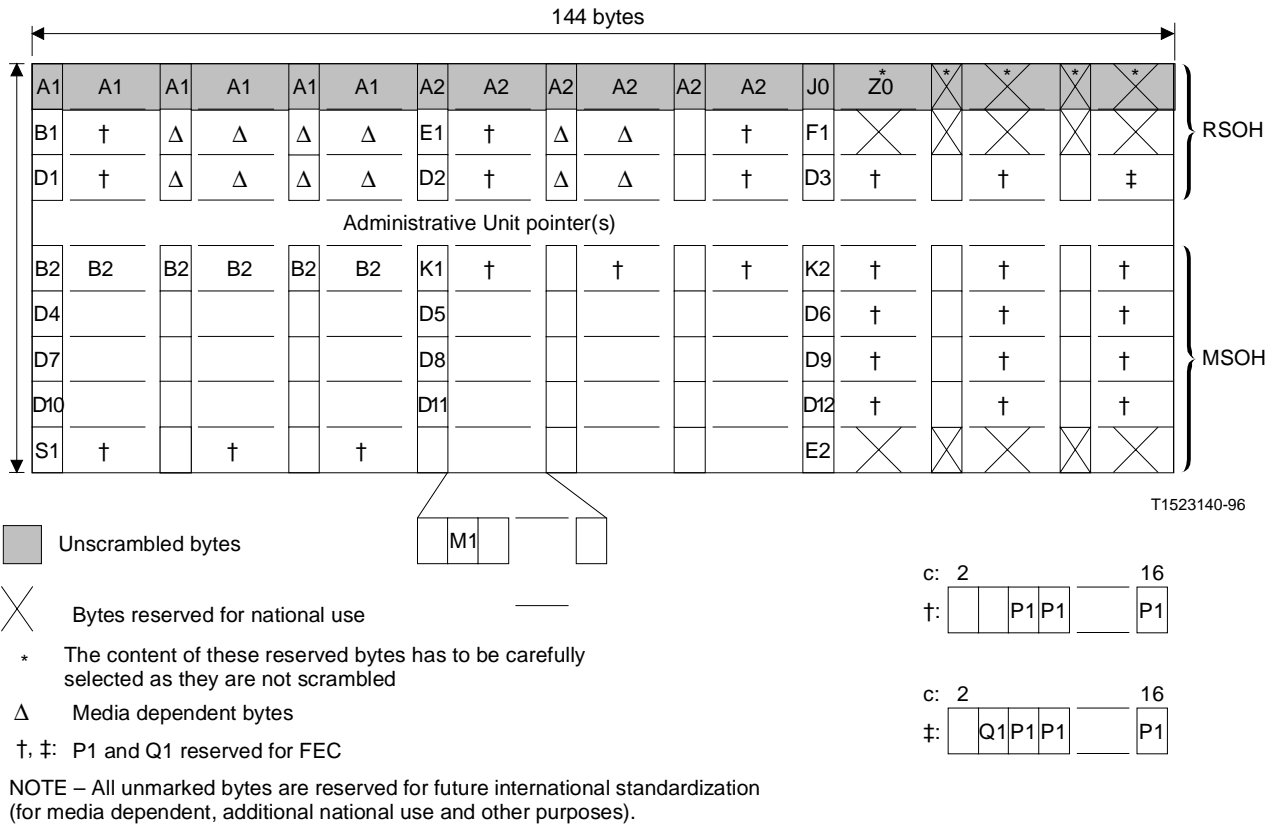 144 bytes
A1 A1 A1 A1 A1 A1 A2 A2 A2 A2 A2 A2 J0 Z0* * * * *
B1 † Δ Δ Δ Δ E1 † Δ Δ † F1
RSOH
D1 † Δ Δ Δ Δ D2 † Δ Δ † D3 † † ‡
Administrative Unit pointer(s)
B2 B2 B2 B2 B2 B2 K1 † † † K2 † † †
D4 D5 D6 † † †
D7 D8 D9 † † †
MSOH
D10 D11 D12 † † †
S1 † † † E2
T1523140-96
Unscrambled bytes
M1
c: 2 16
†: P1 P1 P1
Bytes reserved for national use
* The content of these reserved bytes has to be carefully
selected as they are not scrambled
c: 2 16
‡: Q1 P1 P1 P1
Δ Media dependent bytes
†, ‡: P1 and Q1 reserved for FEC
NOTE – All unmarked bytes are reserved for future international standardization
(for media dependent, additional national use and other purposes).